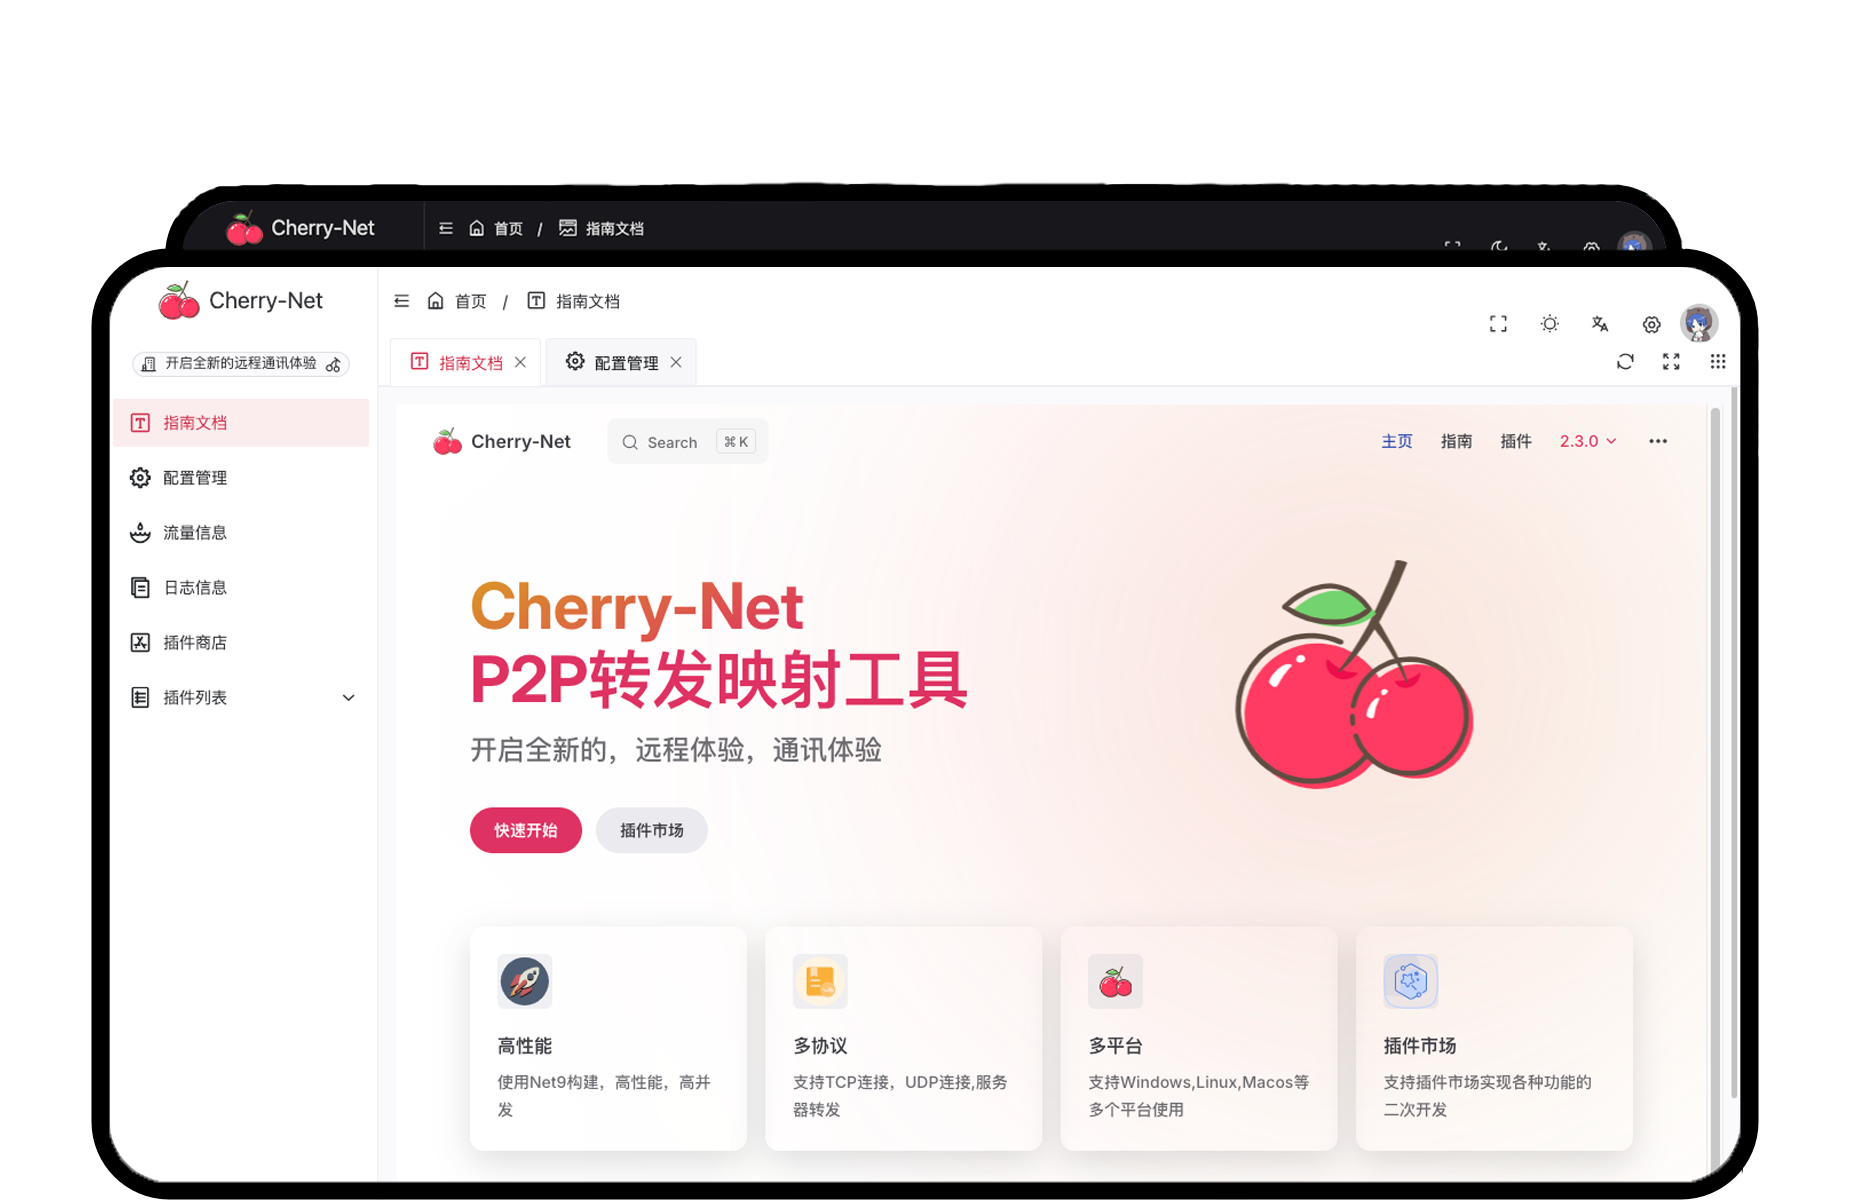 Cherry-Net
首页 / 指南文档
Cherry-Net
首页 / 指南文档
开启全新的远程通讯体验
指南文档
配置管理
指南文档
配置管理
流量信息
日志信息
插件商店
插件列表
Cherry-Net
Search ⌘ K
主页 指南 插件 2.3.0
Cherry-Net
P2P转发映射工具
开启全新的，远程体验，通讯体验
快速开始
插件市场
高性能
使用Net9构建，高性能，高并
发
多协议
支持TCP连接，UDP连接,服务
器转发
多平台
支持Windows,Linux,Macos等
多个平台使用
插件市场
支持插件市场实现各种功能的
二次开发